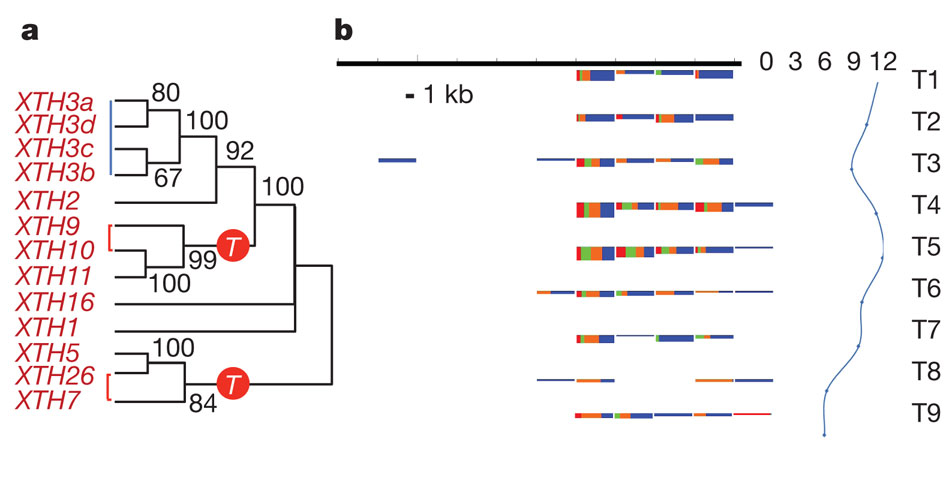 a
b
0 3 6 9 12
- 1 kb
XTH3a
XTH3d
XTH3c
XTH3b
XTH2
XTH9
XTH10
XTH11
XTH16
XTH1
XTH5
XTH26
XTH7
80
100
67
92
100
T
99
100
100
T
84
T1
T2
T3
T4
T5
T6
T7
T8
T9